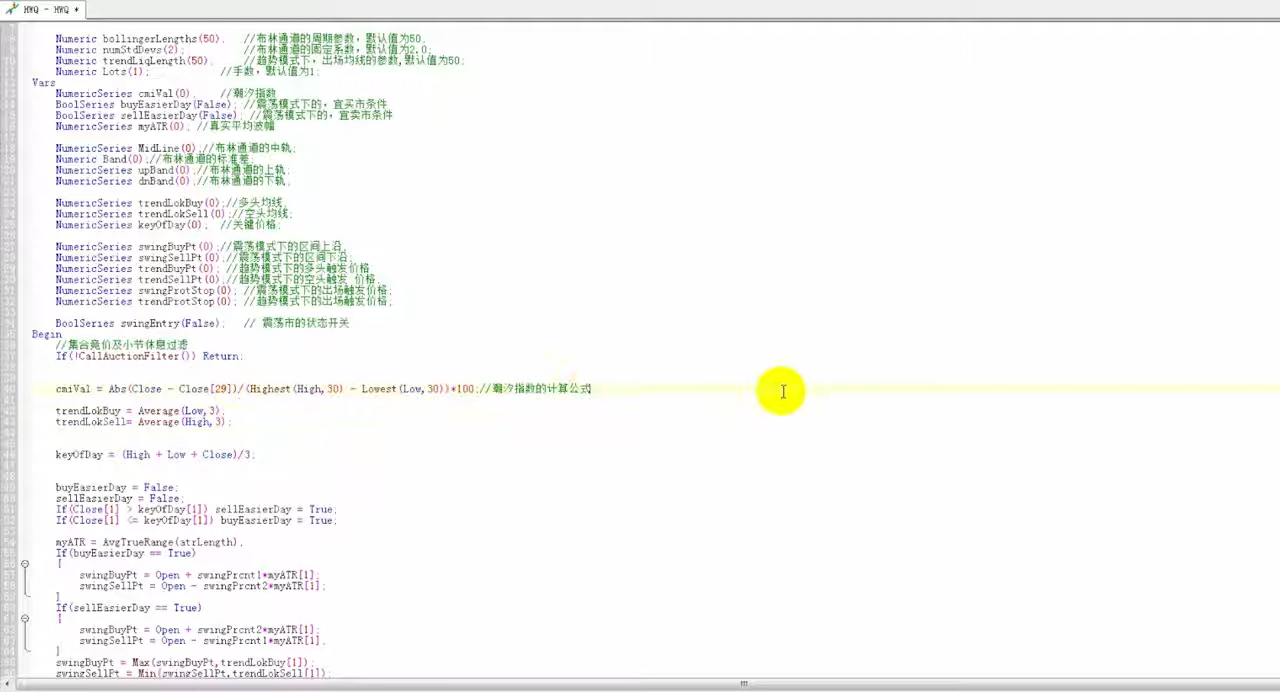 HWQ - HWQ *
Numeric bollingerLengths(50); //布林通道的周期参数，默认值为50;
Numeric numStdDevs(2); //布林通道的固定系数，默认值为2.0;
Numeric trendLiqLength(50); //趋势模式下，出场均线的参数,默认值为50;
Numeric Lots(1); //手数，默认值为1;
Vars
NumericSeries cmiVal(0); //潮汐指数
BoolSeries buyEasierDay(False); //震荡模式下的，宜买市条件
BoolSeries sellEasierDay(False); //震荡模式下的，宜卖市条件
NumericSeries myATR(0); //真实平均波幅
NumericSeries MidLine(0);//布林通道的中轨;
Numeric Band(0);//布林通道的标准差;
NumericSeries upBand(0);//布林通道的上轨;
NumericSeries dnBand(0);//布林通道的下轨;
NumericSeries trendLokBuy(0);//多头均线;
NumericSeries trendLokSell(0);//空头均线;
NumericSeries keyOfDay(0); //关键价格;
NumericSeries swingBuyPt(0);//震荡模式下的区间上沿;
NumericSeries swingSellPt(0);//震荡模式下的区间下沿;
NumericSeries trendBuyPt(0); //趋势模式下的多头触发价格
NumericSeries trendSellPt(0);//趋势模式下的空头触发 价格;
NumericSeries swingProtStop(0); //震荡模式下的出场触发价格;
NumericSeries trendProtStop(0); //趋势模式下的出场触发价格;
BoolSeries swingEntry(False); // 震荡市的状态开关
Begin
//集合竞价及小节休息过滤
If(!CallAuctionFilter()) Return;
cmiVal = Abs(Close - Close[29])/(Highest(High,30) - Lowest(Low,30))*100;//潮汐指数的计算公式
trendLokBuy = Average(Low,3);
trendLokSell= Average(High,3);
keyOfDay = (High + Low + Close)/3;
buyEasierDay = False;
sellEasierDay = False;
If(Close[1] > keyOfDay[1]) sellEasierDay = True;
If(Close[1] <= keyOfDay[1]) buyEasierDay = True;
myATR = AvgTrueRange(atrLength);
If(buyEasierDay == True)
{
swingBuyPt = Open + swingPrcnt1*myATR[1];
swingSellPt = Open - swingPrcnt2*myATR[1];
}
If(sellEasierDay == True)
{
swingBuyPt = Open + swingPrcnt2*myATR[1];
swingSellPt = Open - swingPrcnt1*myATR[1];
}
swingBuyPt = Max(swingBuyPt,trendLokBuy[1]);
swingSellPt = Min(swingSellPt,trendLokSell[1]);